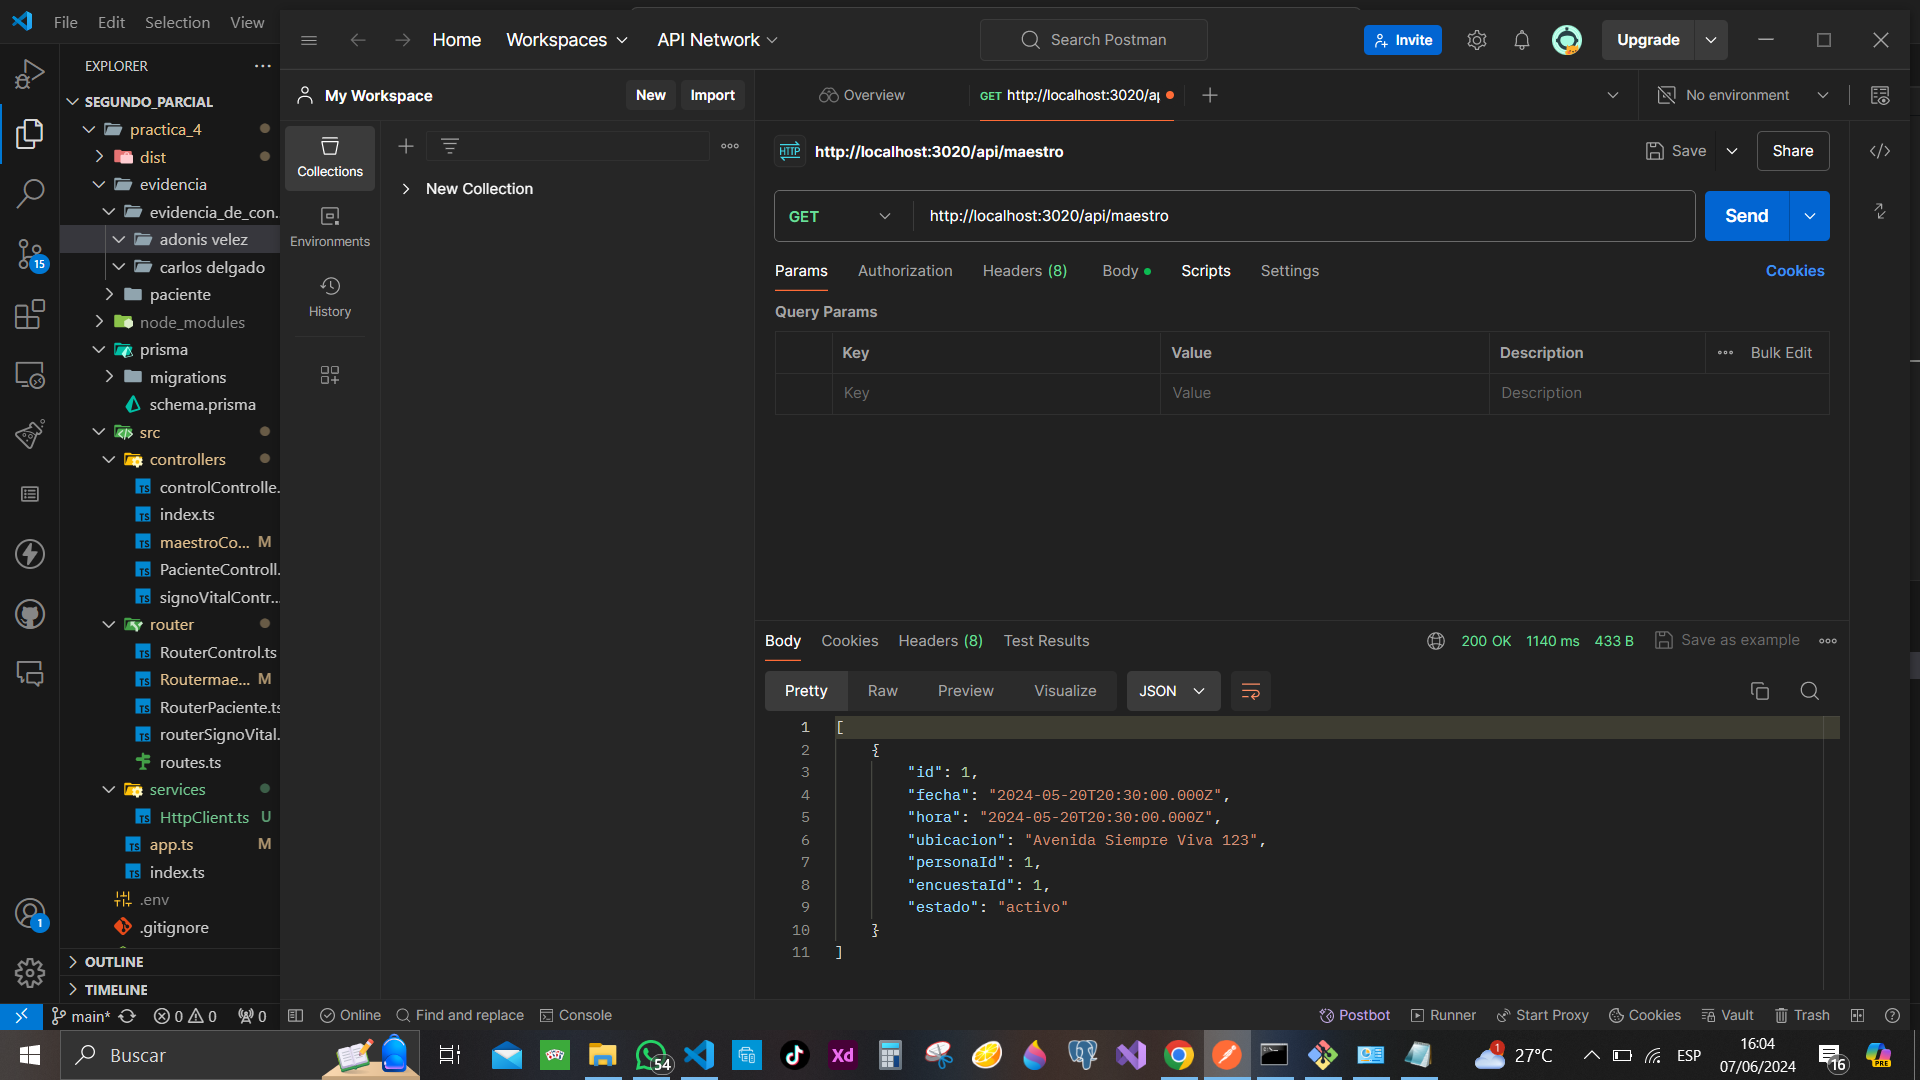 File Edit Selection View
Home Workspaces API Network Search Postman Invite Upgrade
EXPLORER
My Workspace New Import Overview GET http://localhost:3020/ap No environment
SEGUNDO_PARCIAL
practica_4
dist
evidencia
evidencia_de_con...
adonis velez
carlos delgado
paciente
node_modules
prisma
migrations
schema.prisma
src
controllers
controlControlle...
index.ts
maestroCo... M
PacienteControll...
signoVitalContr...
router
RouterControl.ts
Routermae... M
RouterPaciente.ts
routerSignoVital...
routes.ts
services
HttpClient.ts U
app.ts M
index.ts
.env
.gitignore
OUTLINE
TIMELINE
15
1
Collections
Environments
History
New Collection
HTTP http://localhost:3020/api/maestro Save Share
GET http://localhost:3020/api/maestro Send
Params Authorization Headers (8) Body Scripts Settings Cookies
Query Params
Key Value Description Bulk Edit
Key Value Description
Body Cookies Headers (8) Test Results 200 OK 1140 ms 433 B Save as example
Pretty Raw Preview Visualize JSON
1 [
2 {
3 "id": 1,
4 "fecha": "2024-05-20T20:30:00.000Z",
5 "hora": "2024-05-20T20:30:00.000Z",
6 "ubicacion": "Avenida Siempre Viva 123",
7 "personaId": 1,
8 "encuestaId": 1,
9 "estado": "activo"
10 }
11 ]
main* 0 0 0 Online Find and replace Console Postbot Runner Start Proxy Cookies Vault Trash
Buscar 54 Xd 1 27°C ESP 16:04 16 PRE
07/06/2024